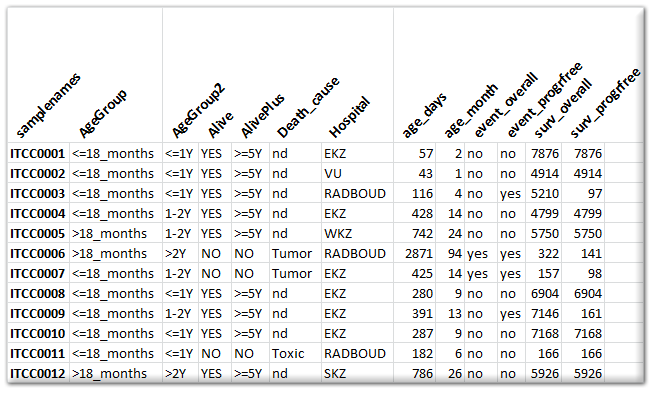 samplenames AgeGroup AgeGroup2 Alive AlivePlus Death_cause Hospital age_days age_month event_overall event_progrfree surv_overall surv_progrfree
ITCC0001 <=18_months <=1Y YES >=5Y nd EKZ 57 2 no no 7876 7876
ITCC0002 <=18_months <=1Y YES >=5Y nd VU 43 1 no no 4914 4914
ITCC0003 <=18_months <=1Y YES >=5Y nd RADBOUD 116 4 no yes 5210 97
ITCC0004 <=18_months 1-2Y YES >=5Y nd EKZ 428 14 no no 4799 4799
ITCC0005 >18_months 1-2Y YES >=5Y nd WKZ 742 24 no no 5750 5750
ITCC0006 >18_months >2Y NO NO Tumor RADBOUD 2871 94 yes yes 322 141
ITCC0007 <=18_months 1-2Y NO NO Tumor EKZ 425 14 yes yes 157 98
ITCC0008 <=18_months <=1Y YES >=5Y nd EKZ 280 9 no no 6904 6904
ITCC0009 <=18_months 1-2Y YES >=5Y nd EKZ 391 13 no yes 7146 161
ITCC0010 <=18_months <=1Y YES >=5Y nd EKZ 287 9 no no 7168 7168
ITCC0011 <=18_months <=1Y NO NO Toxic RADBOUD 182 6 no no 166 166
ITCC0012 >18_months >2Y YES >=5Y nd SKZ 786 26 no no 5926 5926